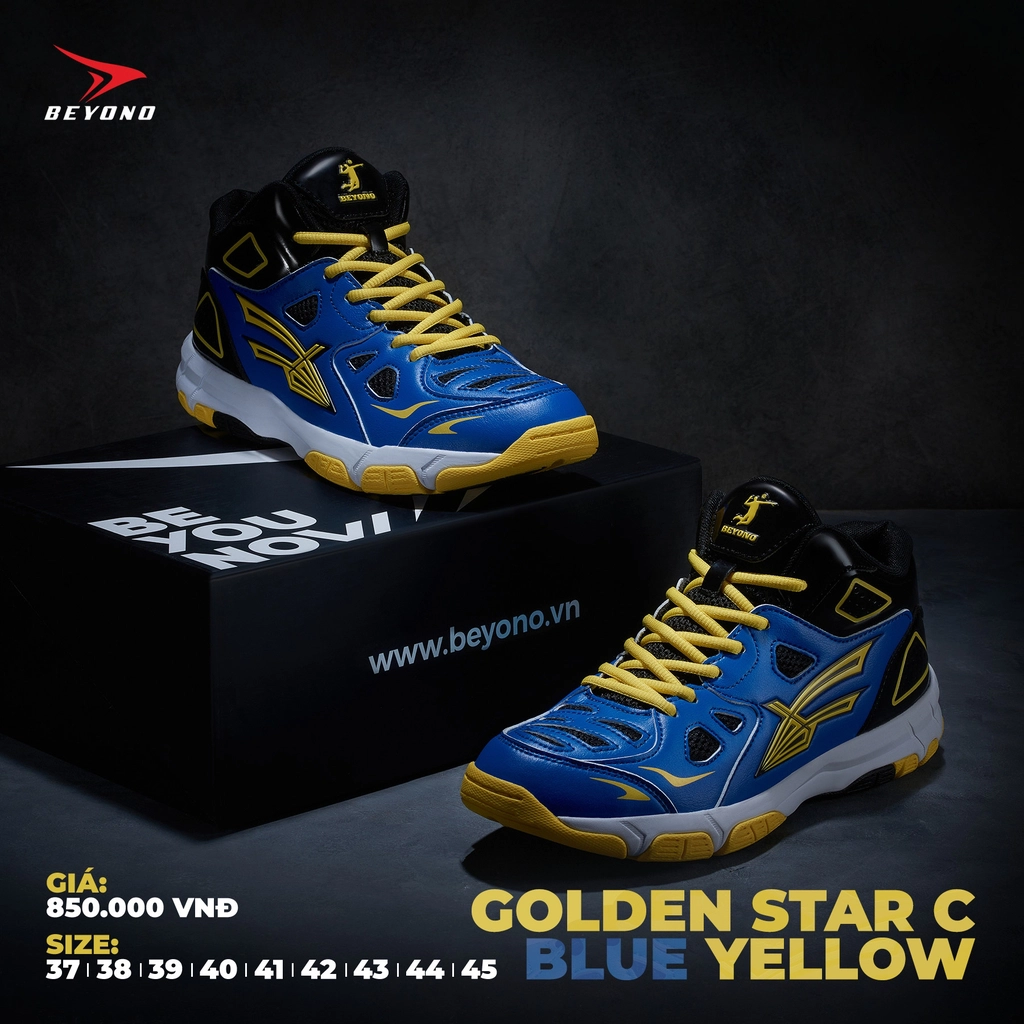 BEYONO
BEYONO
BE
YOU
NOVI
www.beyono.vn
BEYONO
GIÁ:
850.000 VNĐ
SIZE:
37 | 38 | 39 | 40 | 41 | 42 | 43 | 44 | 45
GOLDEN STAR C
BLUE YELLOW